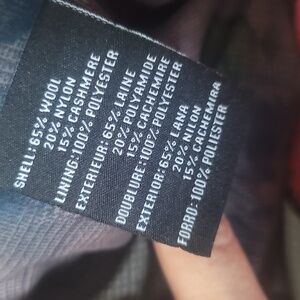 SHELL: 65% WOOL
20% NYLON
15% CASHMERE
LINING: 100% POLYESTER
EXTERIEUR: 65% LAINE
20% POLYAMIDE
15% CACHEMIRE
DOUBLURE: 100% POLYESTER
EXTERIOR: 65% LANA
20% NILON
15% CACHEMIRA
FORRO: 100% POLYESTER